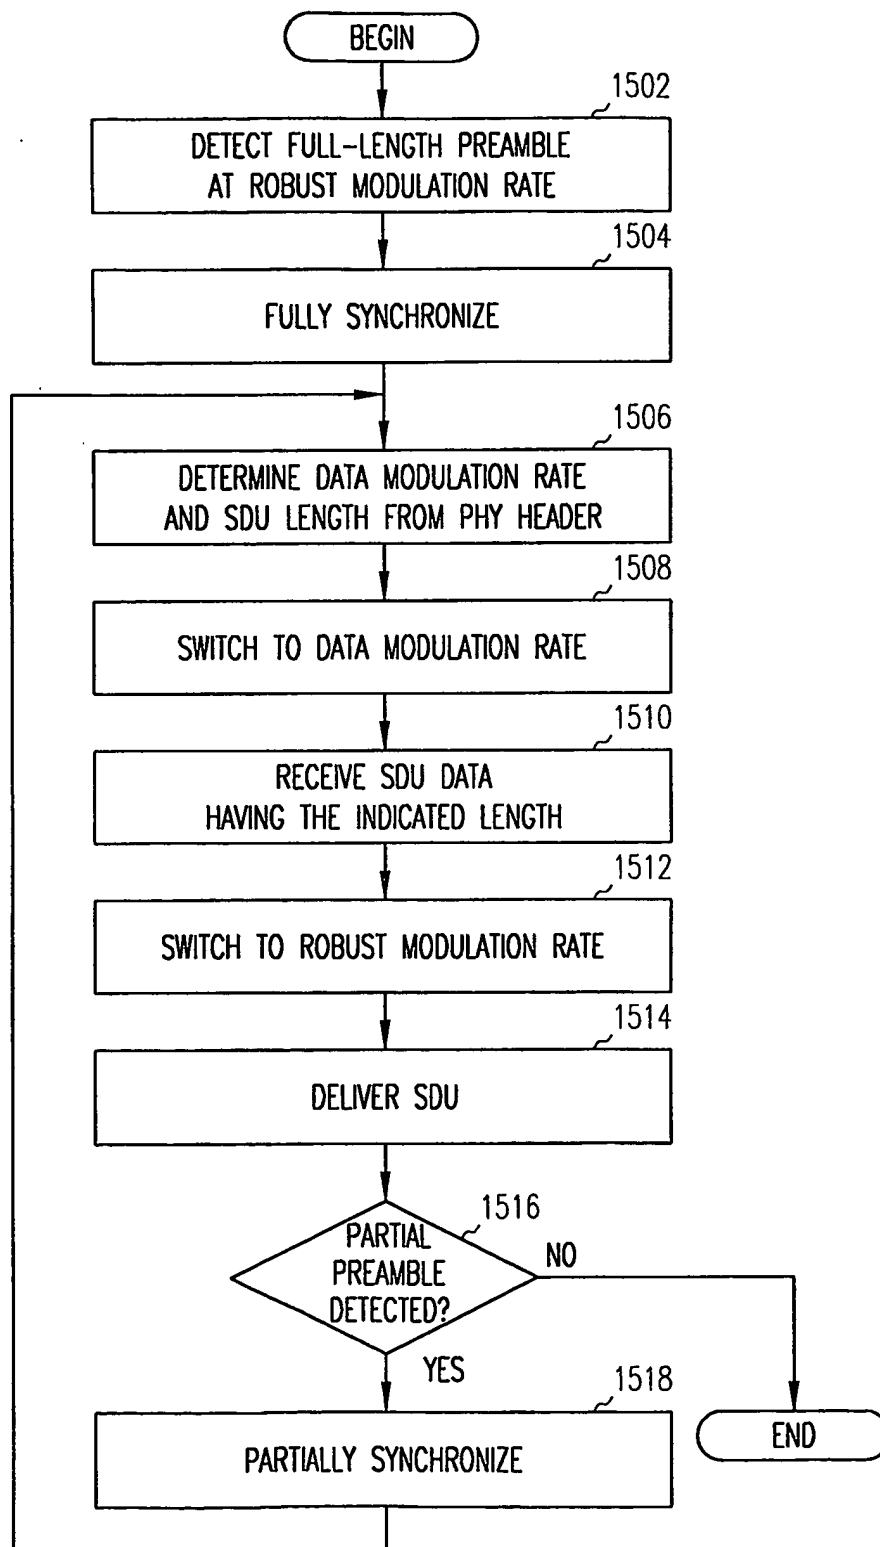 BEGIN
1502
DETECT FULL-LENGTH PREAMBLE
AT ROBUST MODULATION RATE
1504
FULLY SYNCHRONIZE
1506
DETERMINE DATA MODULATION RATE
AND SDU LENGTH FROM PHY HEADER
1508
SWITCH TO DATA MODULATION RATE
1510
RECEIVE SDU DATA
HAVING THE INDICATED LENGTH
1512
SWITCH TO ROBUST MODULATION RATE
1514
DELIVER SDU
1516
PARTIAL
PREAMBLE
DETECTED?
NO
YES
1518
PARTIALLY SYNCHRONIZE
END